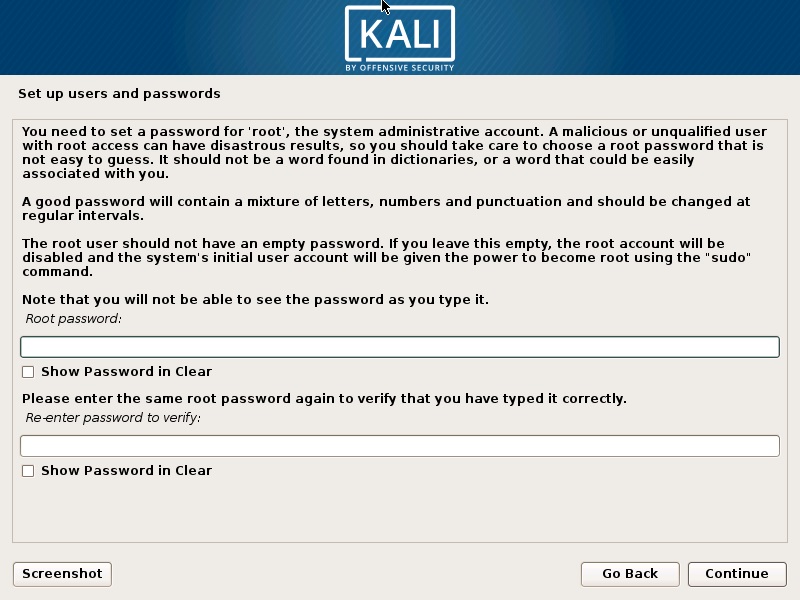 KALI
BY OFFENSIVE SECURITY
Set up users and passwords
You need to set a password for 'root', the system administrative account. A malicious or unqualified user
with root access can have disastrous results, so you should take care to choose a root password that is
not easy to guess. It should not be a word found in dictionaries, or a word that could be easily
associated with you.
A good password will contain a mixture of letters, numbers and punctuation and should be changed at
regular intervals.
The root user should not have an empty password. If you leave this empty, the root account will be
disabled and the system's initial user account will be given the power to become root using the "sudo"
command.
Note that you will not be able to see the password as you type it.
Root password:
Show Password in Clear
Please enter the same root password again to verify that you have typed it correctly.
Re-enter password to verify:
Show Password in Clear
Screenshot
Go Back
Continue